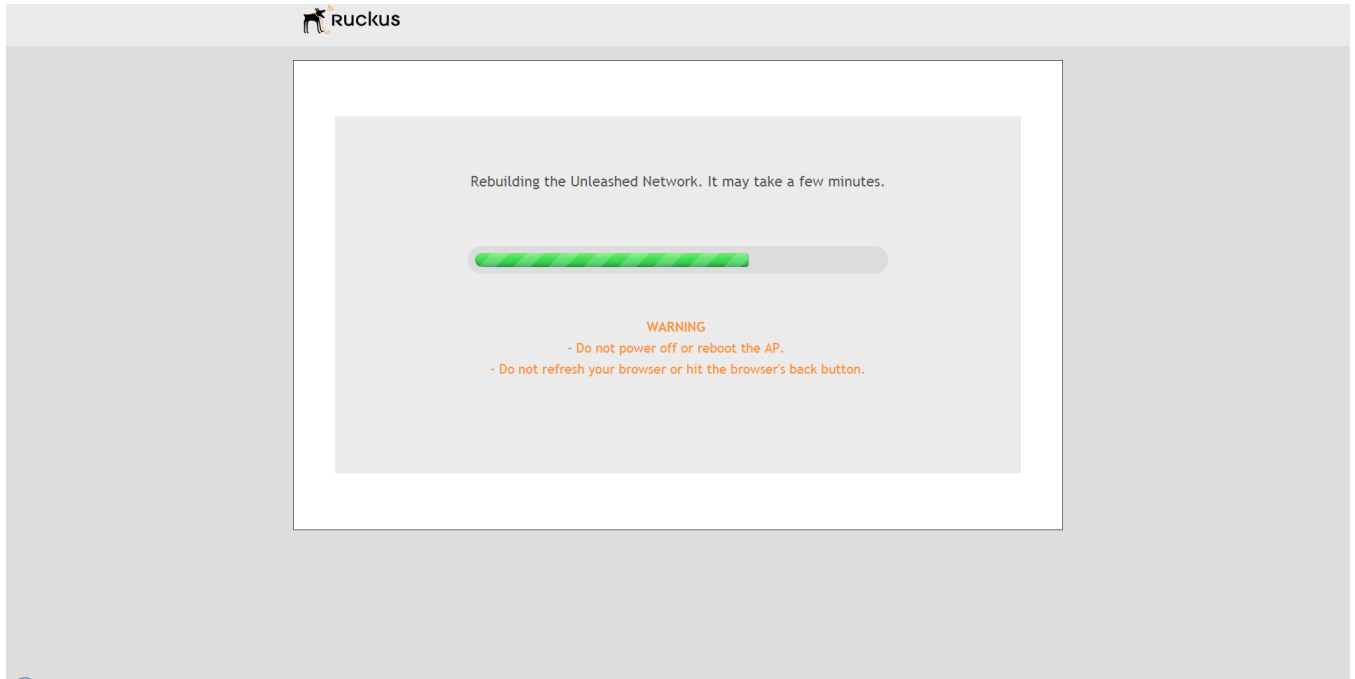 Ruckus
Rebuilding the Unleashed Network. It may take a few minutes.
WARNING
- Do not power off or reboot the AP.
- Do not refresh your browser or hit the browser's back button.